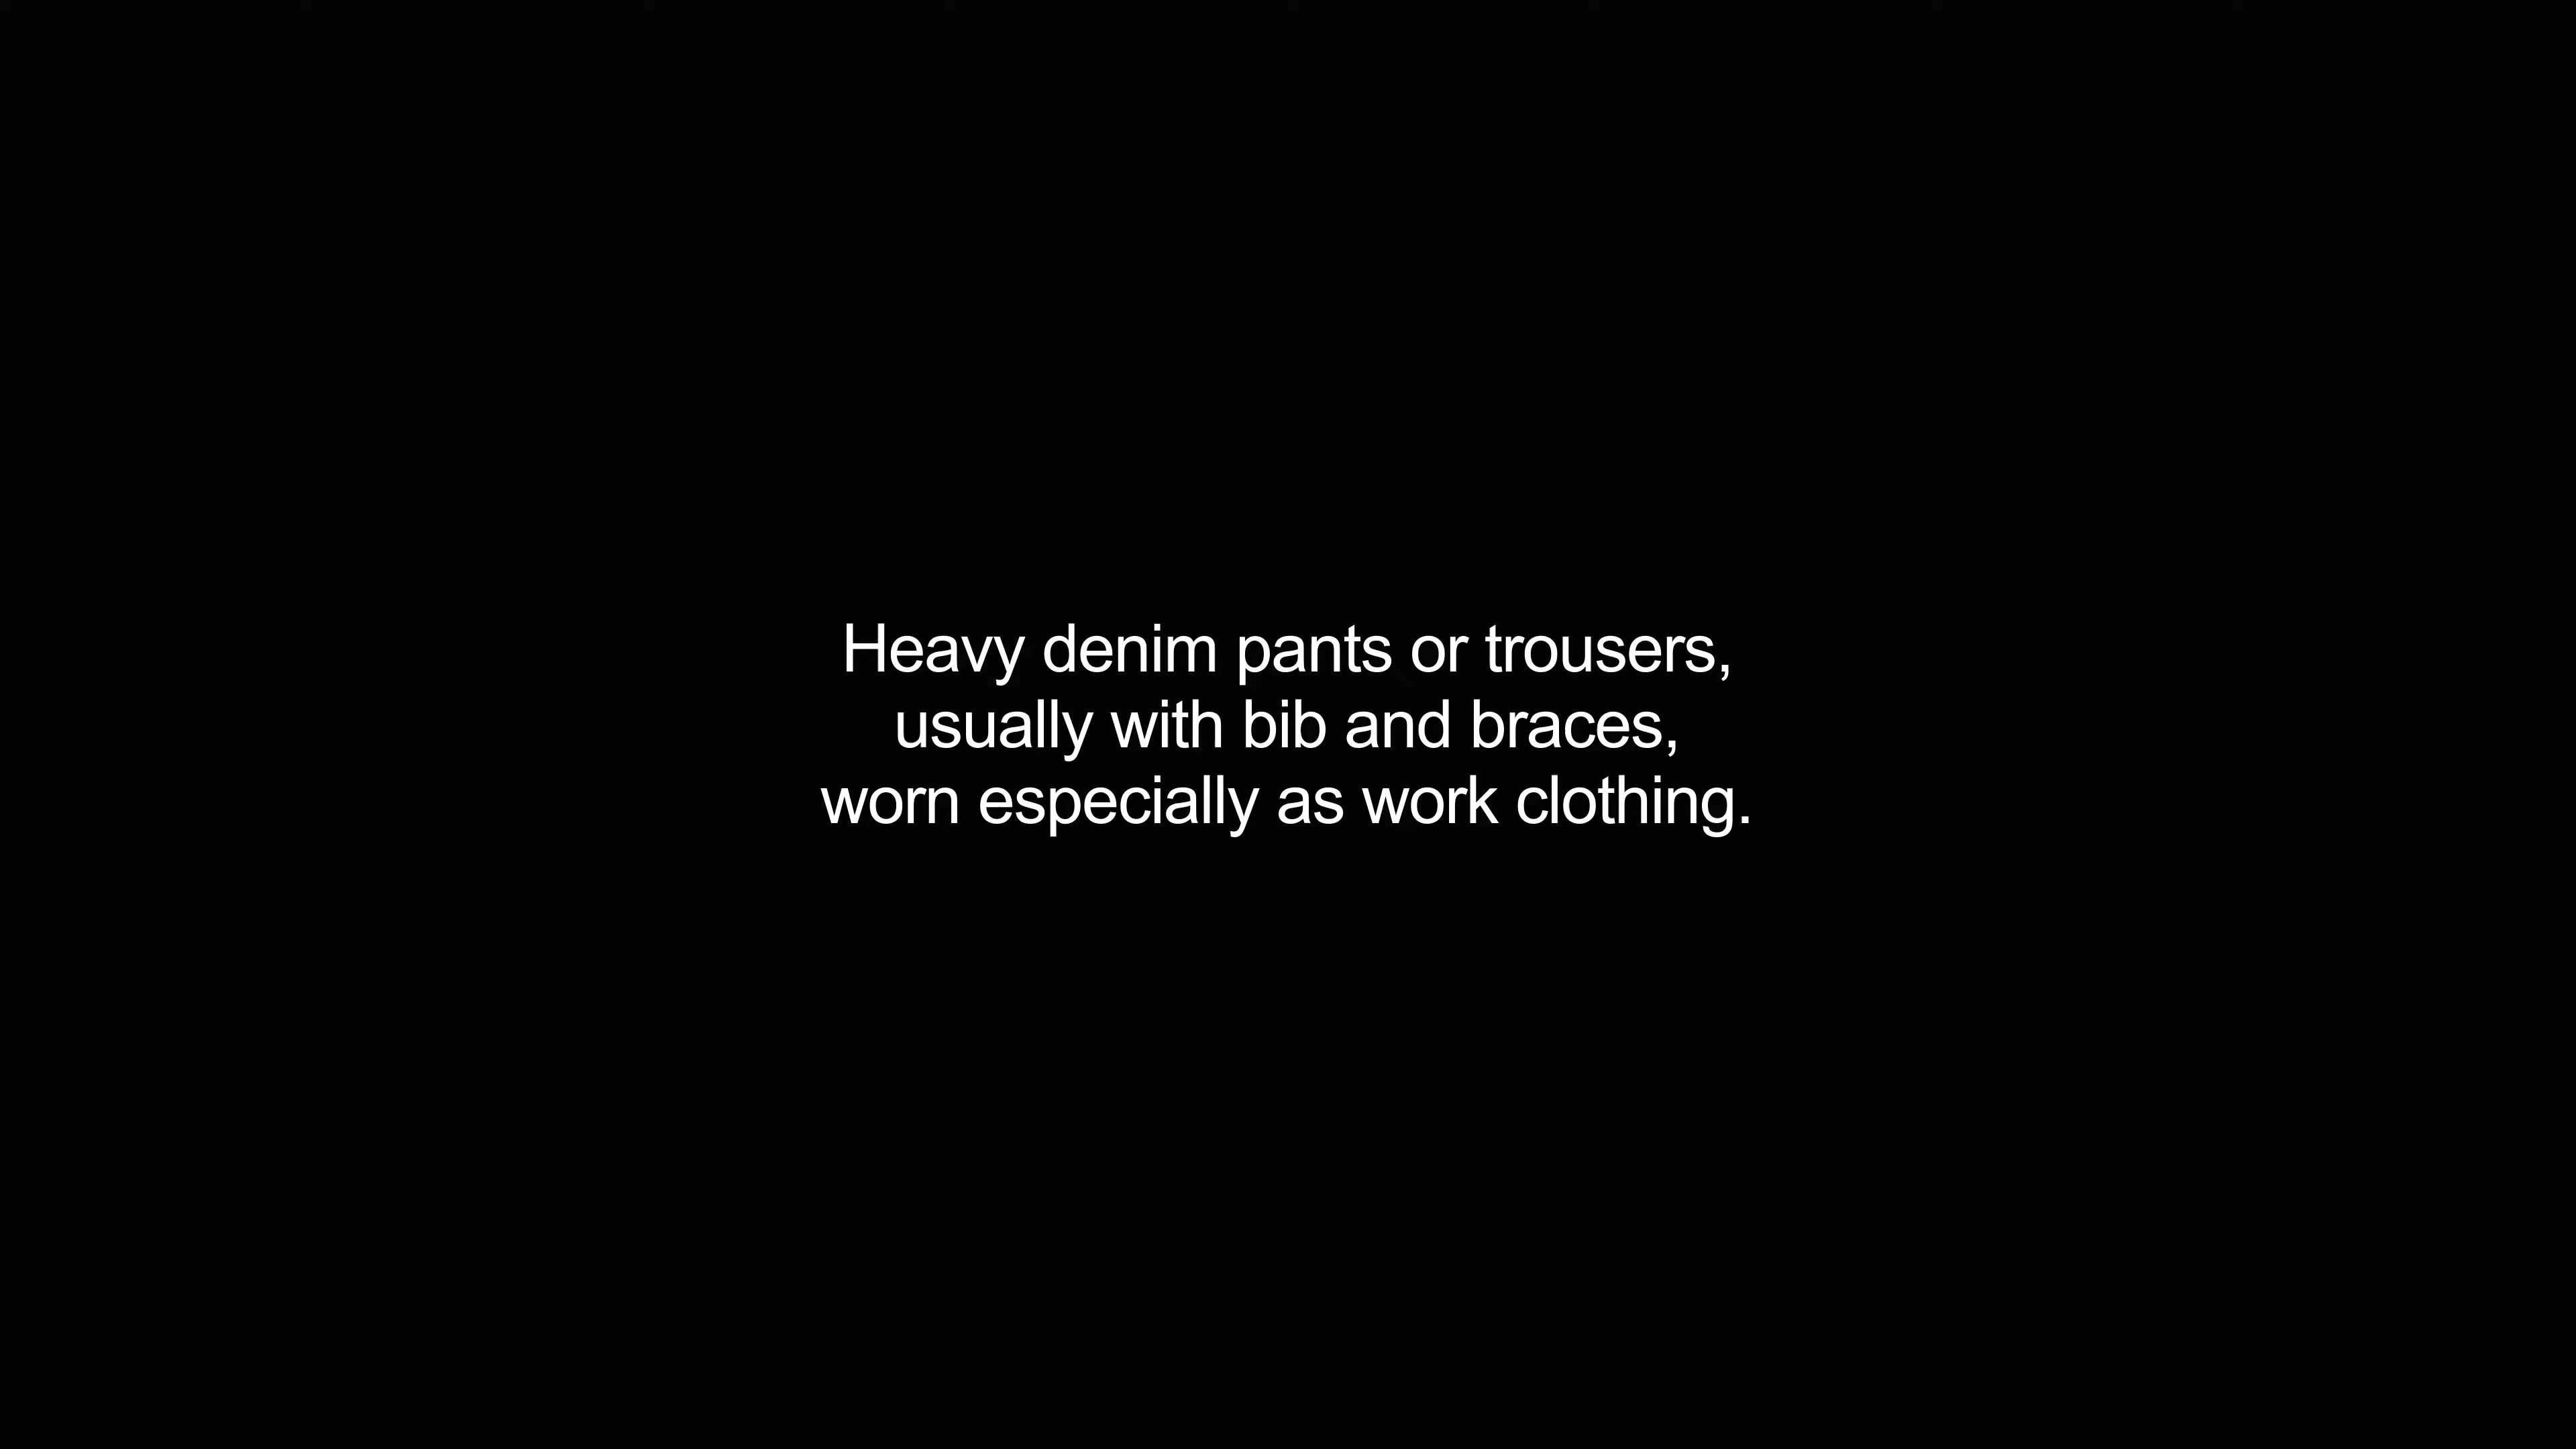 Heavy denim pants or trousers,
usually with bib and braces,
worn especially as work clothing.